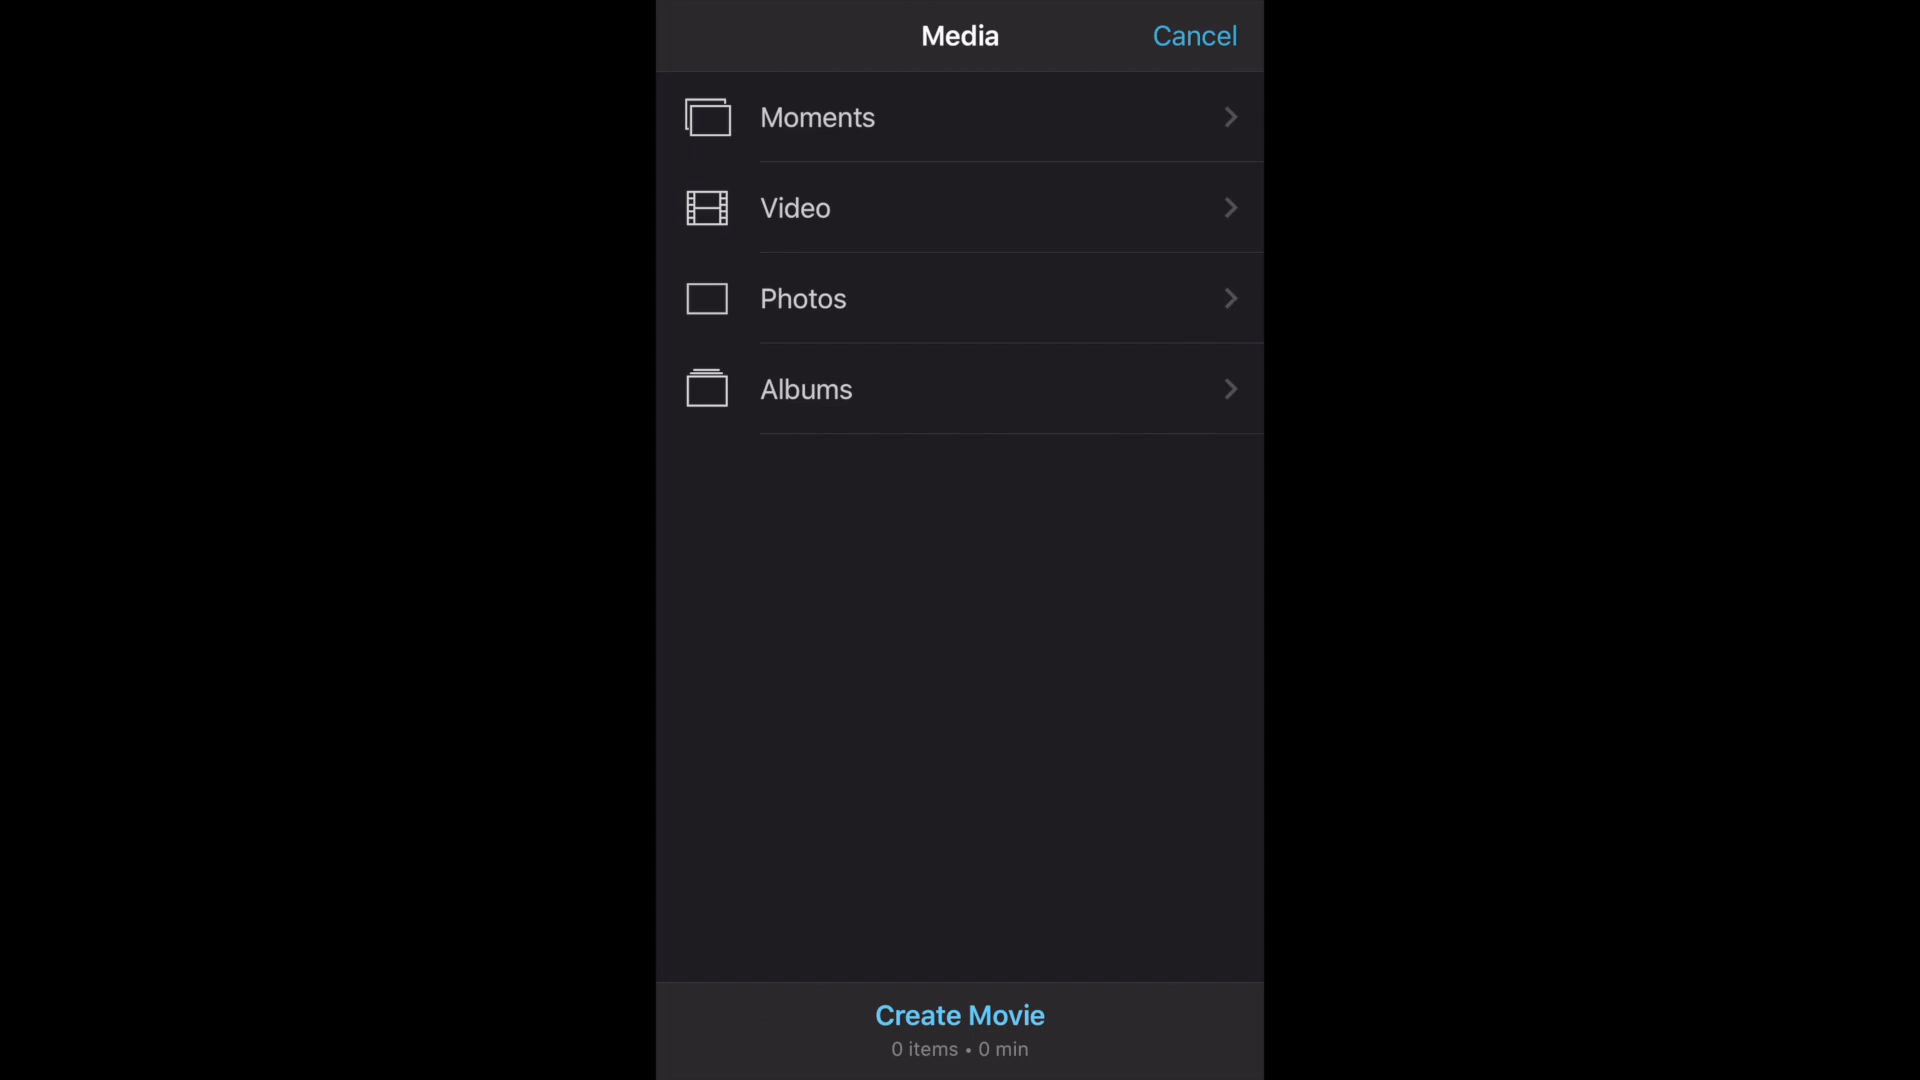 Media
Cancel
Moments
Video
Photos
Albums
Create Movie
0 items • 0 min